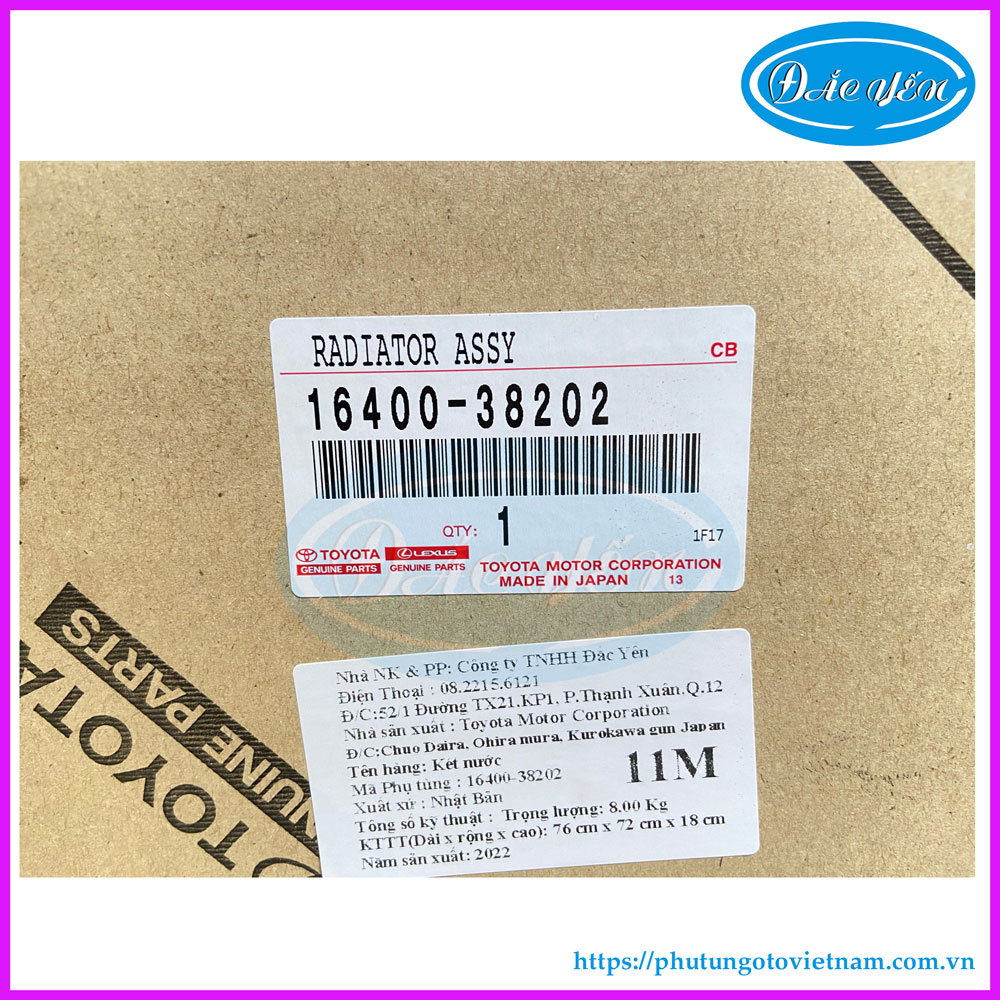 ĐẮC YẾN
RADIATOR ASSY
CB
16400-38202
QTY: 1
1F17
TOYOTA
GENUINE PARTS
LEXUS
GENUINE PARTS
TOYOTA MOTOR CORPORATION
MADE IN JAPAN 13
ĐẮC YẾN
TOYOTA
GENUINE PARTS
Nhà NK & PP: Công ty TNHH Đắc Yến
Điện Thoại : 08.2215.6121
Đ/C:52/1 Đường TX21,KP1, P.Thạnh Xuân,Q.12
Nhà sản xuất : Toyota Motor Corporation
Đ/C:Chuo Daira, Ohira mura, Kurokawa gun Japan
Tên hàng: Két nước
11M
Mã Phụ tùng : 16400-38202
Xuất xứ : Nhật Bản
Tổng số kỹ thuật : Trọng lượng: 8.00 Kg
KTTT(Dài x rộng x cao): 76 cm x 72 cm x 18 cm
Năm sản xuất: 2022
https://phutungotovietnam.com.vn